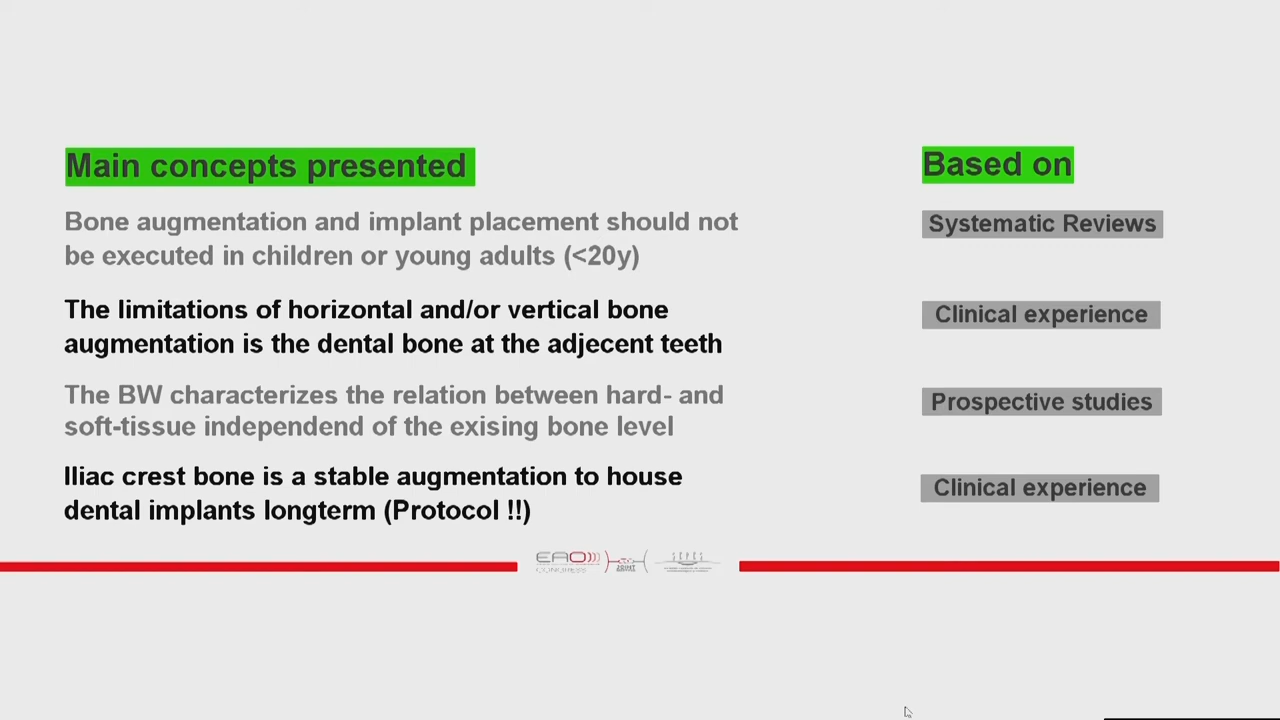 Main concepts presented
Based on
Bone augmentation and implant placement should not
be executed in children or young adults (<20y)
Systematic Reviews
The limitations of horizontal and/or vertical bone
augmentation is the dental bone at the adjecent teeth
Clinical experience
The BW characterizes the relation between hard- and
soft-tissue independend of the exising bone level
Prospective studies
Iliac crest bone is a stable augmentation to house
dental implants longterm (Protocol !!)
Clinical experience
EAO
CONGRESS
JOINT
SEPES